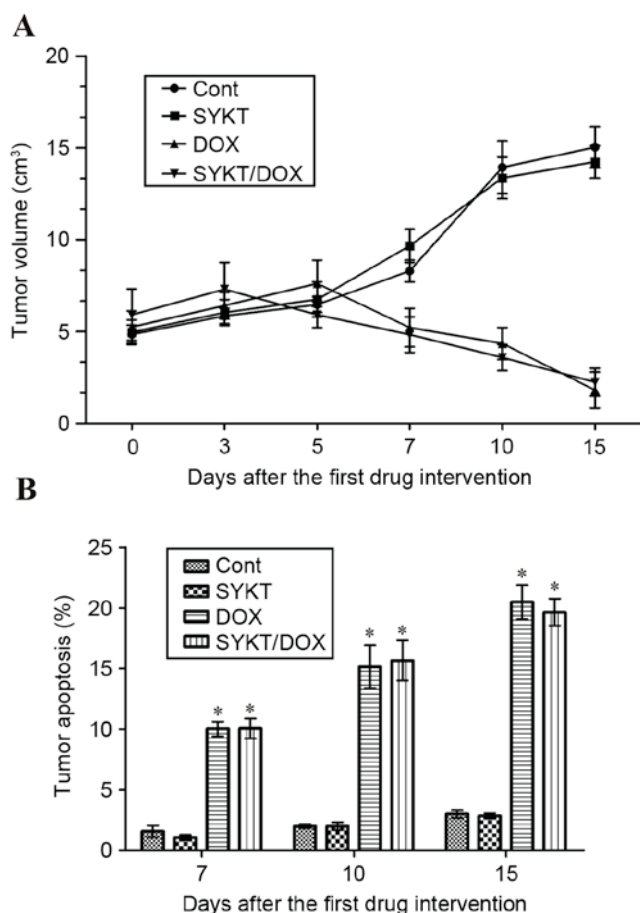 A
20
15
10
5
0
Tumor volume (cm³)
Cont
SYKT
DOX
SYKT/DOX
0 3 5 7 10 15
Days after the first drug intervention
B
25
20
15
10
5
0
Tumor apoptosis (%)
Cont
SYKT
DOX
SYKT/DOX
* *
* *
* *
7 10 15
Days after the first drug intervention